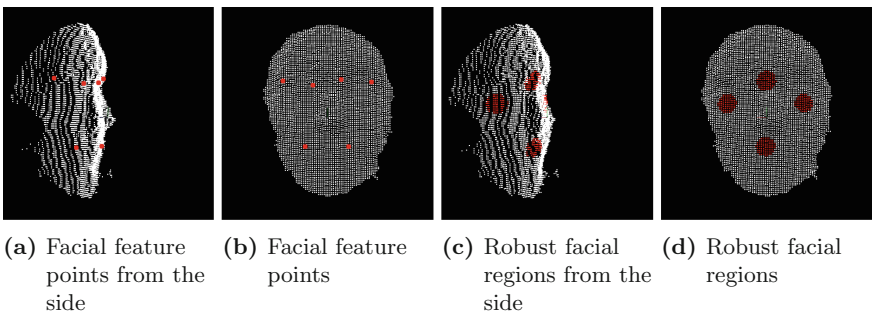 (a) Facial feature points from the side
(b) Facial feature points
(c) Robust facial regions from the side
(d) Robust facial regions